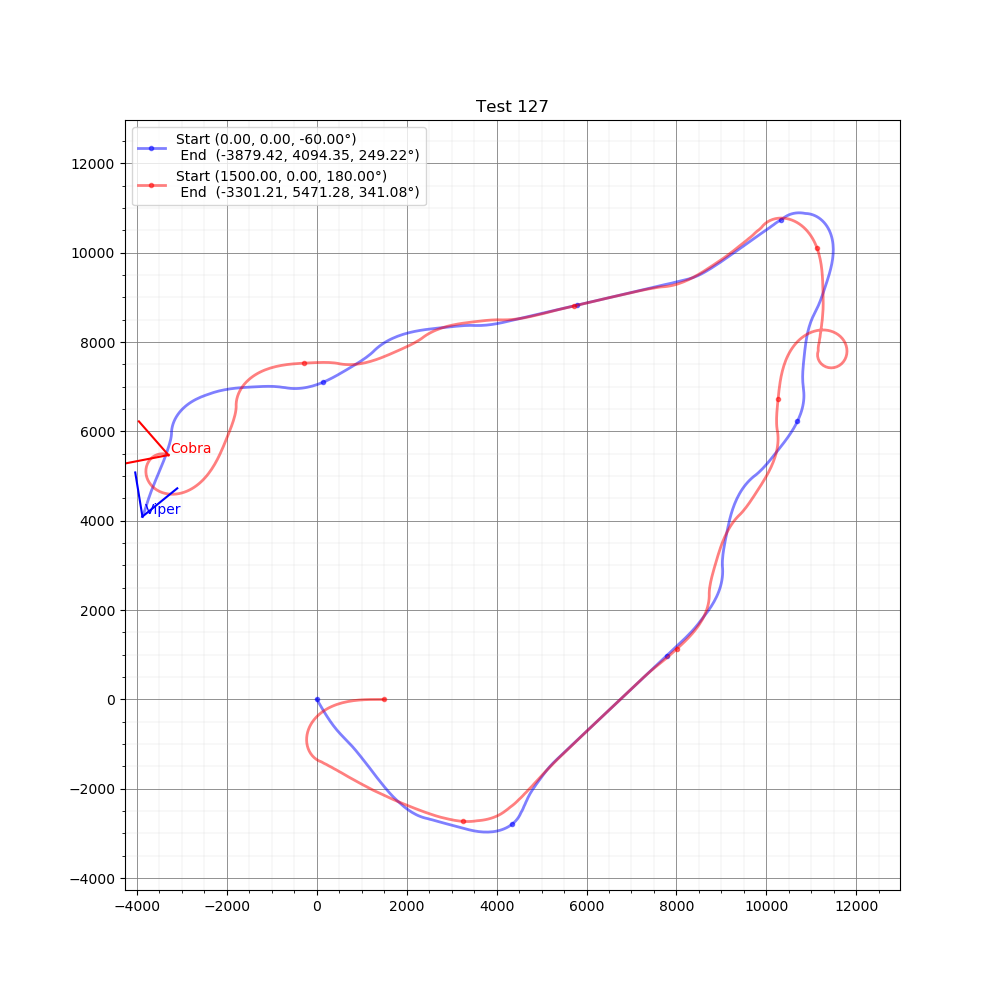 Test 127
Start (0.00, 0.00, -60.00°)
End (-3879.42, 4094.35, 249.22°)
Start (1500.00, 0.00, 180.00°)
End (-3301.21, 5471.28, 341.08°)
12000
10000
8000
6000
4000
2000
0
−2000
−4000
Cobra
Viper
−4000 −2000 0 2000 4000 6000 8000 10000 12000